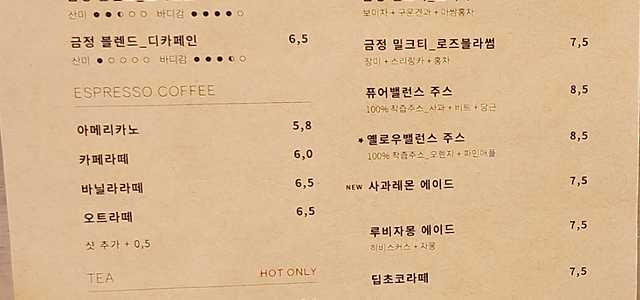 산미 바디감
금정 블렌드_디카페인 6,5
산미 바디감
ESPRESSO COFFEE
아메리카노 5,8
카페라떼 6,0
바닐라라떼 6,5
오트라떼 6,5
샷 추가 + 0,5
TEA HOT ONLY
보이차 + 구운견과 + 아쌈홍차
금정 밀크티_로즈블라썸 7,5
장미 + 스리랑카 + 홍차
퓨어밸런스 주스 8,5
100% 착즙주스_사과 + 비트 + 당근
★옐로우밸런스 주스 8,5
100% 착즙주스_오렌지 + 파인애플
NEW 사과레몬 에이드 7,5
루비자몽 에이드 7,5
히비스커스 + 자몽
딥초코라떼 7,5